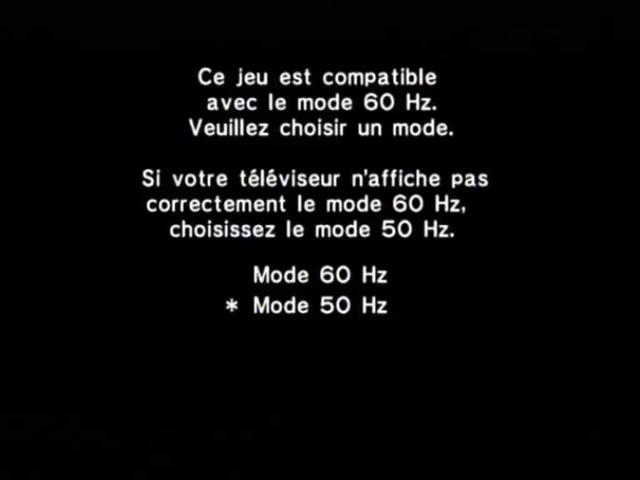 Ce jeu est compatible
avec le mode 60 Hz.
Veuillez choisir un mode.
Si votre téléviseur n'affiche pas
correctement le mode 60 Hz,
choisissez le mode 50 Hz.
Mode 60 Hz
* Mode 50 Hz